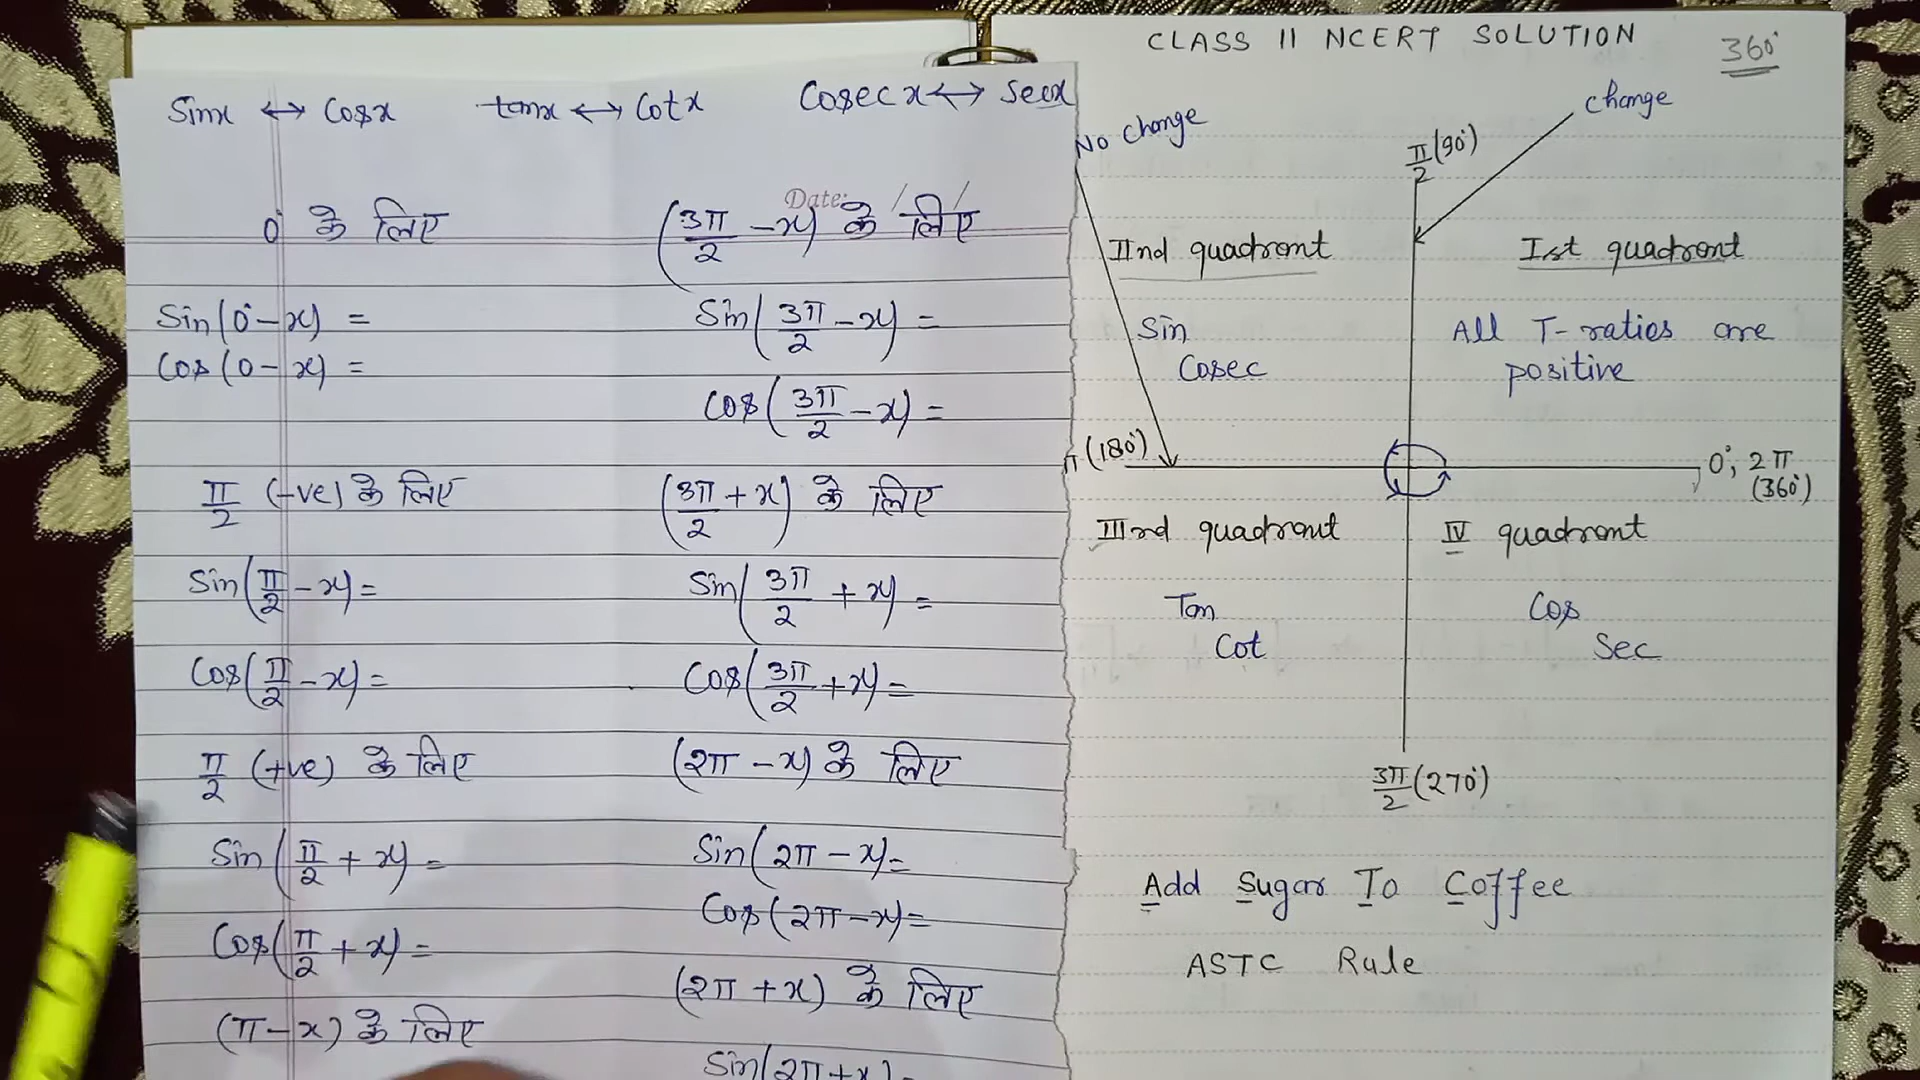 Sinx ↔ Cosx tanx ↔ Cotx Cosec x ↔ Secx
Date:
0° के लिए
Sin(0°-x) =
Cos(0-x) =
π/2 (-ve) के लिए
Sin(π/2 - x) =
Cos(π/2 - x) =
π/2 (+ve) के लिए
Sin(π/2 + x) =
Cos(π/2 + x) =
(π-x) के लिए
(3π/2 - x) के लिए
Sin(3π/2 - x) =
Cos(3π/2 - x) =
(3π/2 + x) के लिए
Sin(3π/2 + x) =
Cos(3π/2 + x) =
(2π - x) के लिए
Sin(2π - x) =
Cos(2π - x) =
(2π + x) के लिए
Sin(2π + x) =
CLASS 11 NCERT SOLUTION
360°
No change
change
π/2 (90°)
IInd quadrant
Ist quadrant
Sin
Cosec
All T-ratios are
positive
π (180°)
0°, 2π
(360°)
IIIrd quadrant
IV quadrant
Tan
Cot
Cos
Sec
3π/2 (270°)
Add Sugar To Coffee
ASTC Rule